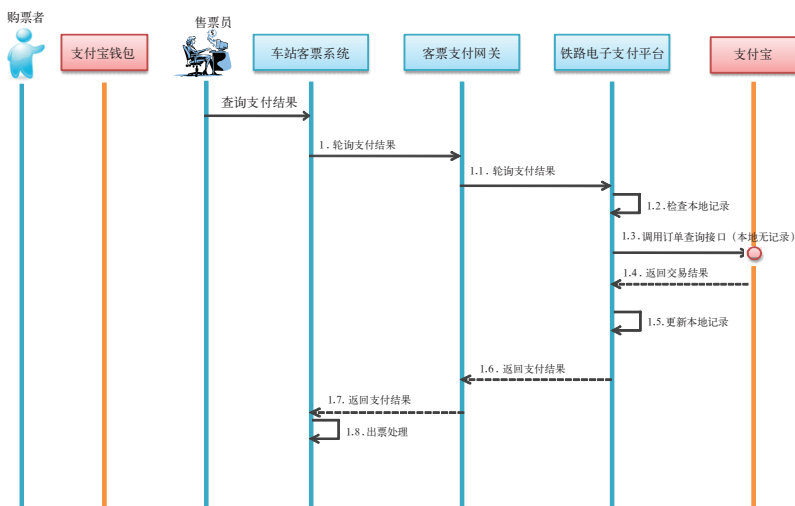 购票者
支付宝钱包
售票员
车站客票系统
客票支付网关
铁路电子支付平台
支付宝
查询支付结果
1.轮询支付结果
1.1.轮询支付结果
1.2.检查本地记录
1.3.调用订单查询接口（本地无记录）
1.4.返回交易结果
1.5.更新本地记录
1.6.返回支付结果
1.7.返回支付结果
1.8.出票处理